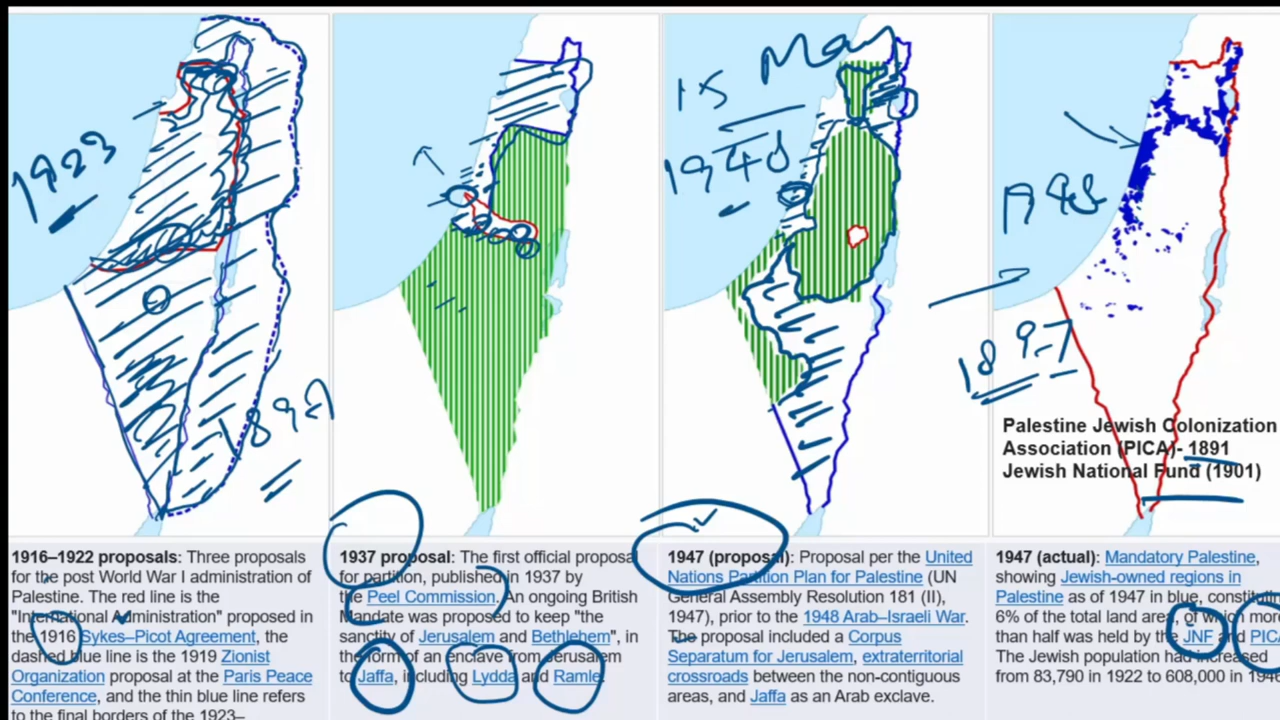 1923
1897
15 May
1948
1948
1897
Palestine Jewish Colonization
Association (PICA)- 1891
Jewish National Fund (1901)
1916–1922 proposals: Three proposals
for the post World War I administration of
Palestine. The red line is the
"International Administration" proposed in
the 1916 Sykes–Picot Agreement, the
dashed blue line is the 1919 Zionist
Organization proposal at the Paris Peace
Conference, and the thin blue line refers
to the final borders of the 1923–
1937 proposal: The first official proposal
for partition, published in 1937 by
the Peel Commission. An ongoing British
Mandate was proposed to keep "the
sanctity of Jerusalem and Bethlehem", in
the form of an enclave from Jerusalem
to Jaffa, including Lydda and Ramle.
1947 (proposal): Proposal per the United
Nations Partition Plan for Palestine (UN
General Assembly Resolution 181 (II),
1947), prior to the 1948 Arab–Israeli War.
The proposal included a Corpus
Separatum for Jerusalem, extraterritorial
crossroads between the non-contiguous
areas, and Jaffa as an Arab exclave.
1947 (actual): Mandatory Palestine,
showing Jewish-owned regions in
Palestine as of 1947 in blue,
6% of the total land area, of which
than half was held by the JNF and
The Jewish population had increased
from 83,790 in 1922 to 608,000 in